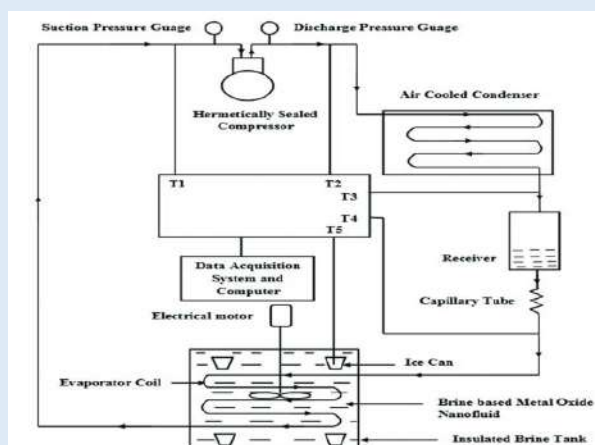 Suction Pressure Guage
Discharge Pressure Guage
Air Cooled Condenser
Hermetically Sealed
Compressor
T1
T2
T3
T4
T5
Receiver
Data Acquisition
System and
Computer
Capillary Tube
Electrical motor
Ice Can
Evaporator Coil
Brine based Metal Oxide
Nanofluid
Insulated Brine Tank